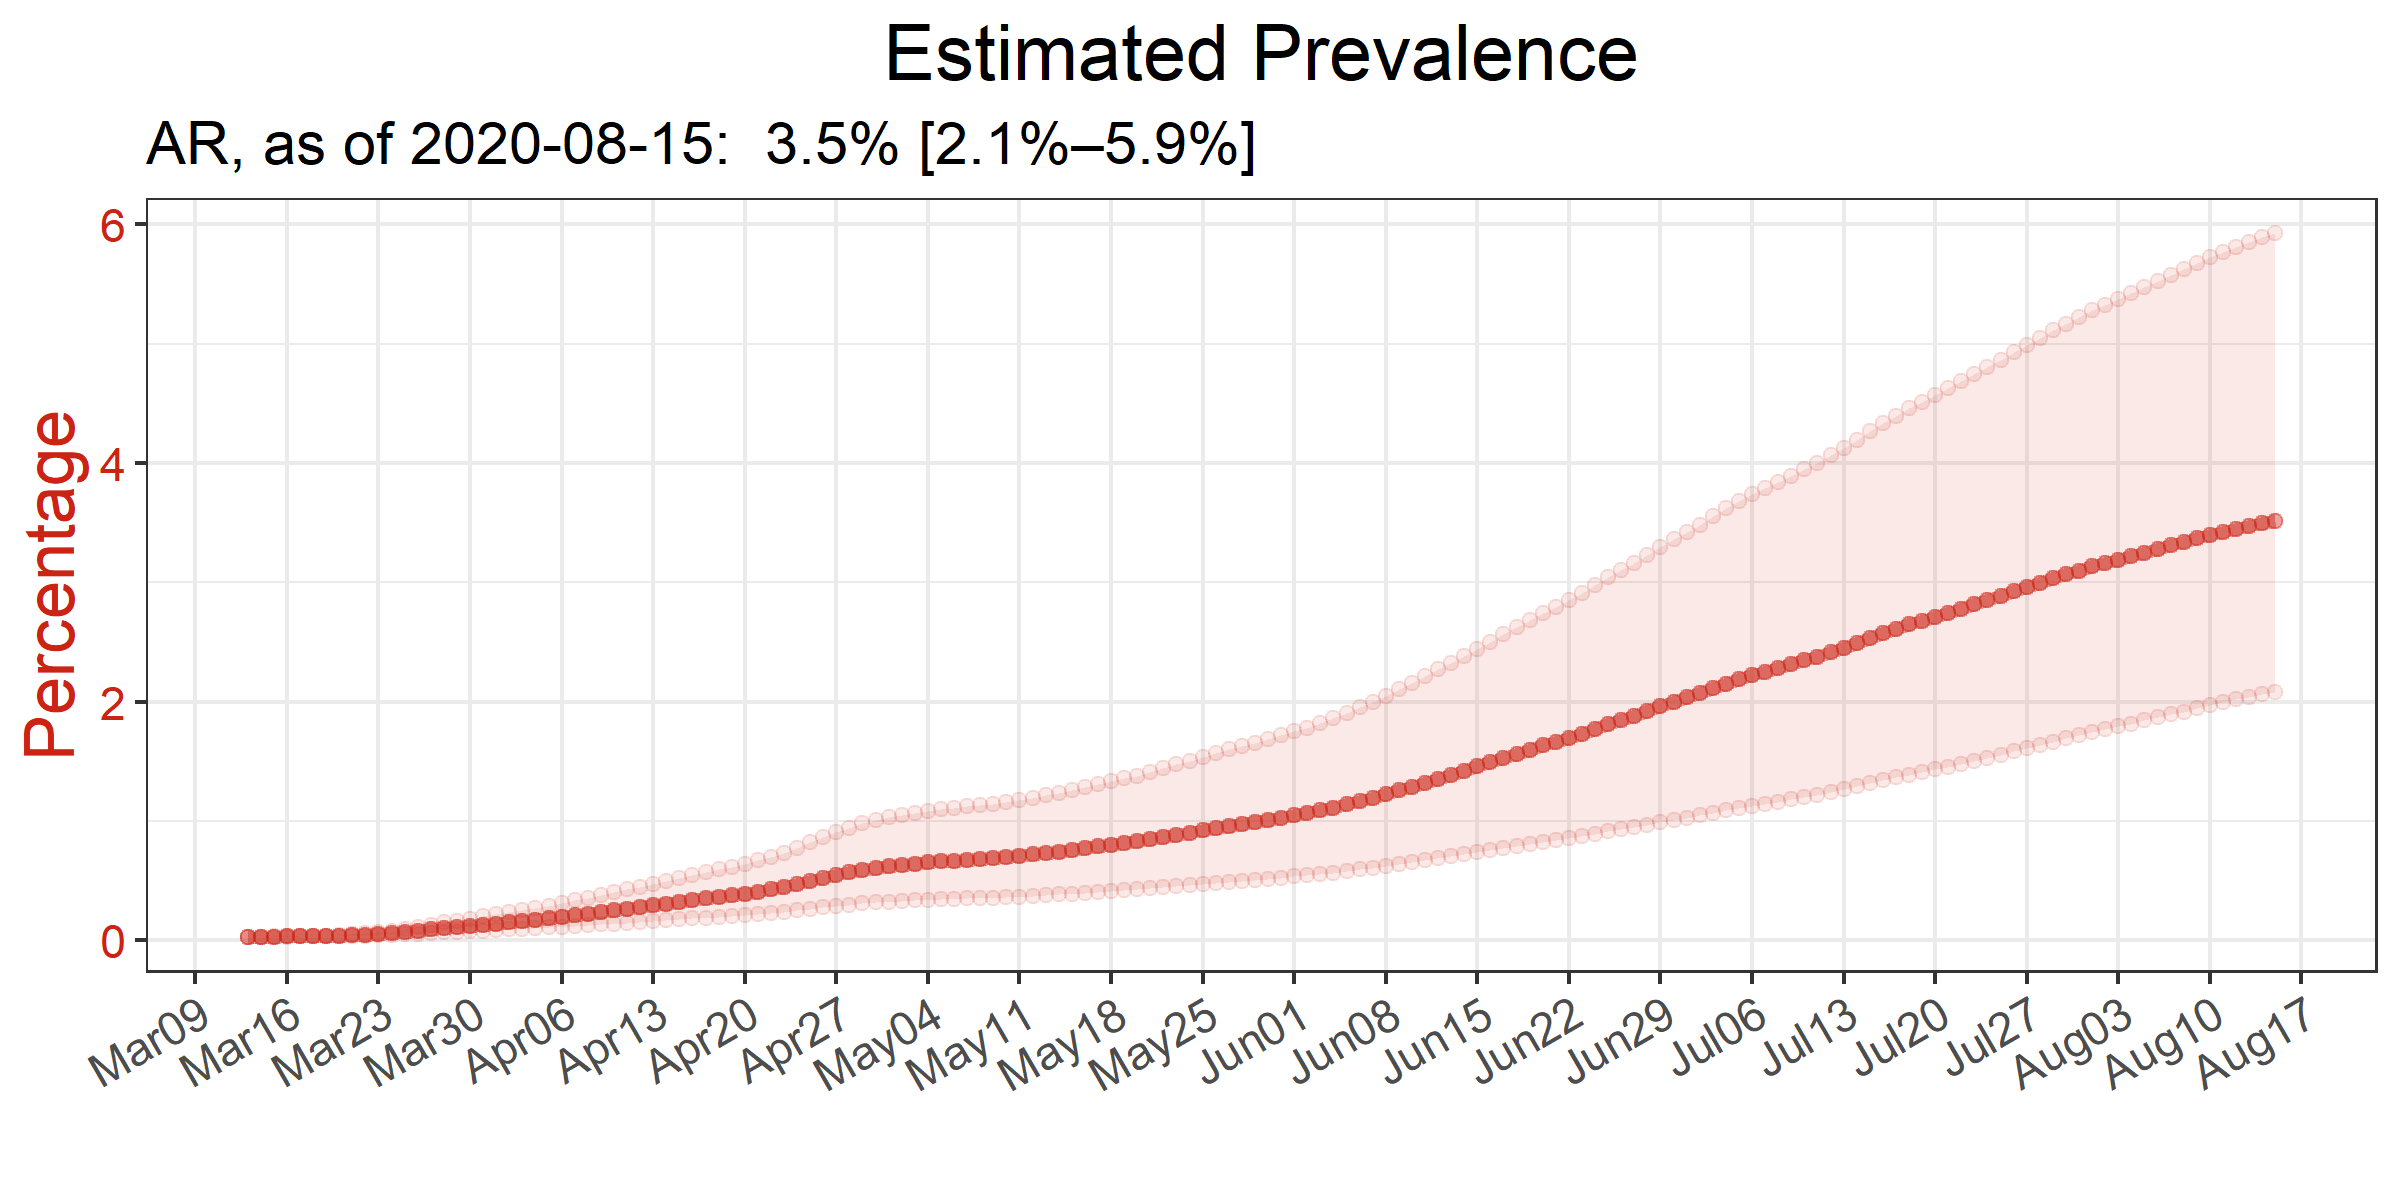 Estimated Prevalence
AR, as of 2020-08-15:  3.5% [2.1%–5.9%]
Percentage
6
4
2
0
Mar09
Mar16
Mar23
Mar30
Apr06
Apr13
Apr20
Apr27
May04
May11
May18
May25
Jun01
Jun08
Jun15
Jun22
Jun29
Jul06
Jul13
Jul20
Jul27
Aug03
Aug10
Aug17